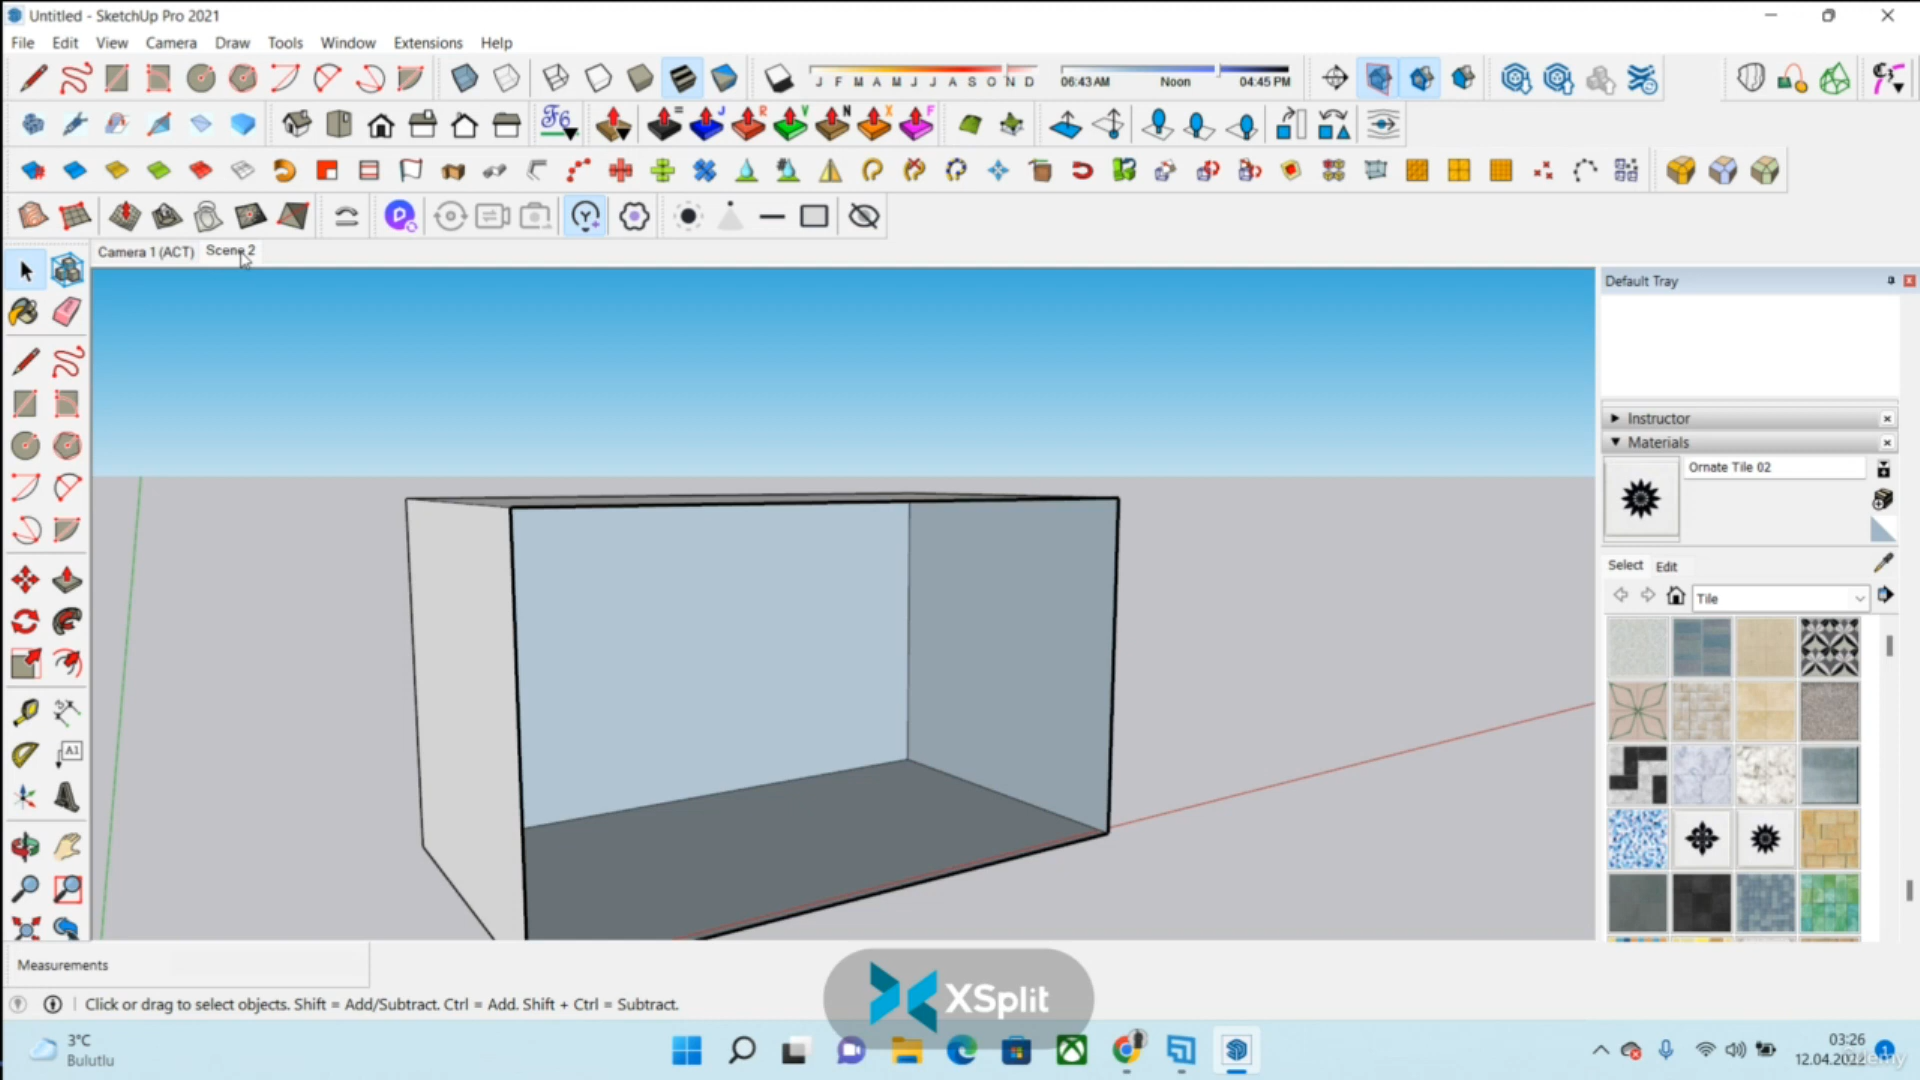 Untitled - SketchUp Pro 2021
File Edit View Camera Draw Tools Window Extensions Help
J F M A M J J A S O N D
06:43 AM Noon 04:45 PM
F6
= J R V N X F
Camera 1 (ACT) Scene 2
Default Tray
Instructor
Materials
Ornate Tile 02
Select Edit
Tile
A1
Measurements
Click or drag to select objects. Shift = Add/Subtract. Ctrl = Add. Shift + Ctrl = Subtract.
XSplit
3°C
Bulutlu
03:26
12.04.2022